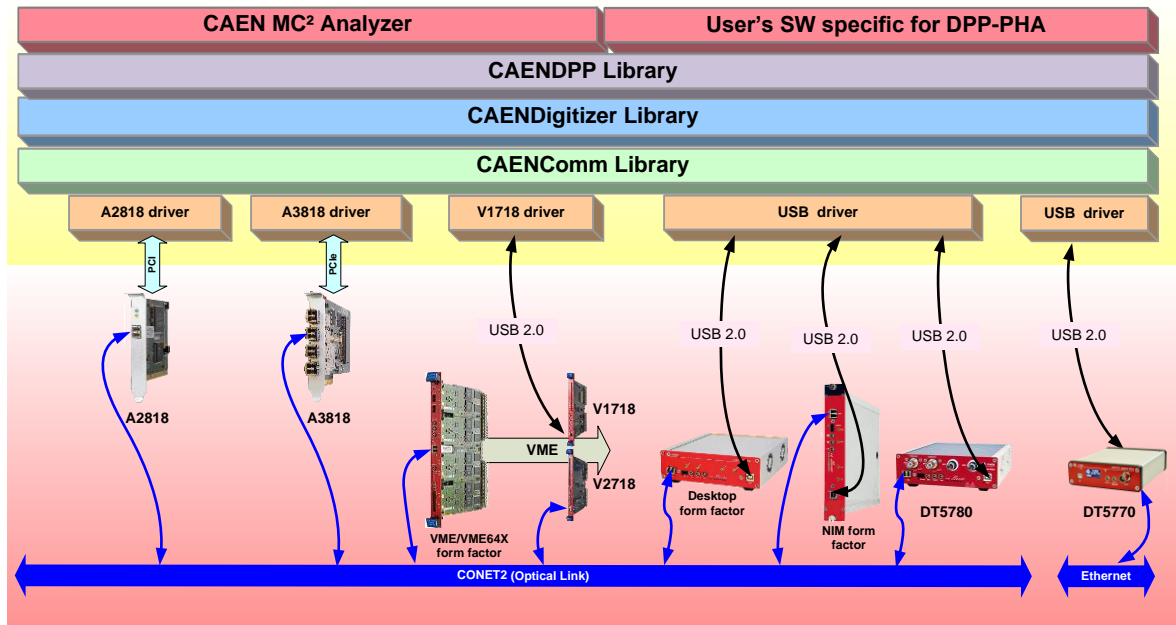 CAEN MC² Analyzer
User's SW specific for DPP-PHA
CAENDPP Library
CAENDigitizer Library
CAENComm Library
A2818 driver
A3818 driver
V1718 driver
USB driver
USB driver
PCI
PCIe
USB 2.0
USB 2.0
USB 2.0
USB 2.0
USB 2.0
A2818
A3818
V1718
VME
V2718
VME/VME64X
form factor
Desktop
form factor
NIM form
factor
DT5780
DT5770
CONET2 (Optical Link)
Ethernet